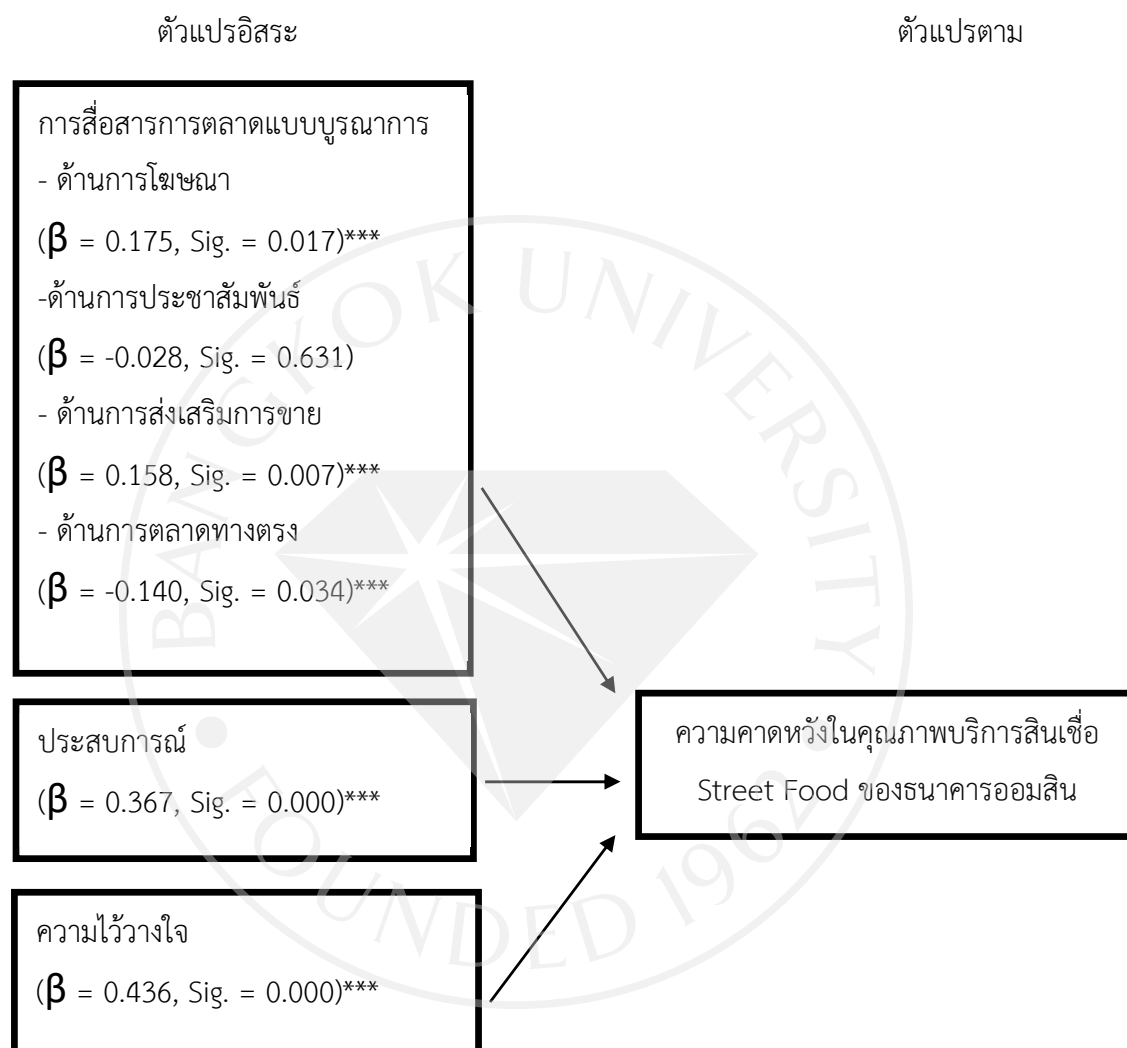 ตัวแปรอิสระ
ตัวแปรตาม
การสื่อสารการตลาดแบบบูรณาการ
- ด้านการโฆษณา
(β = 0.175, Sig. = 0.017)***
-ด้านการประชาสัมพันธ์
(β = -0.028, Sig. = 0.631)
- ด้านการส่งเสริมการขาย
(β = 0.158, Sig. = 0.007)***
- ด้านการตลาดทางตรง
(β = -0.140, Sig. = 0.034)***
ประสบการณ์
(β = 0.367, Sig. = 0.000)***
ความไว้วางใจ
(β = 0.436, Sig. = 0.000)***
ความคาดหวังในคุณภาพบริการสินเชื่อ
Street Food ของธนาคารออมสิน
BANGKOK UNIVERSITY
FOUNDED 1962